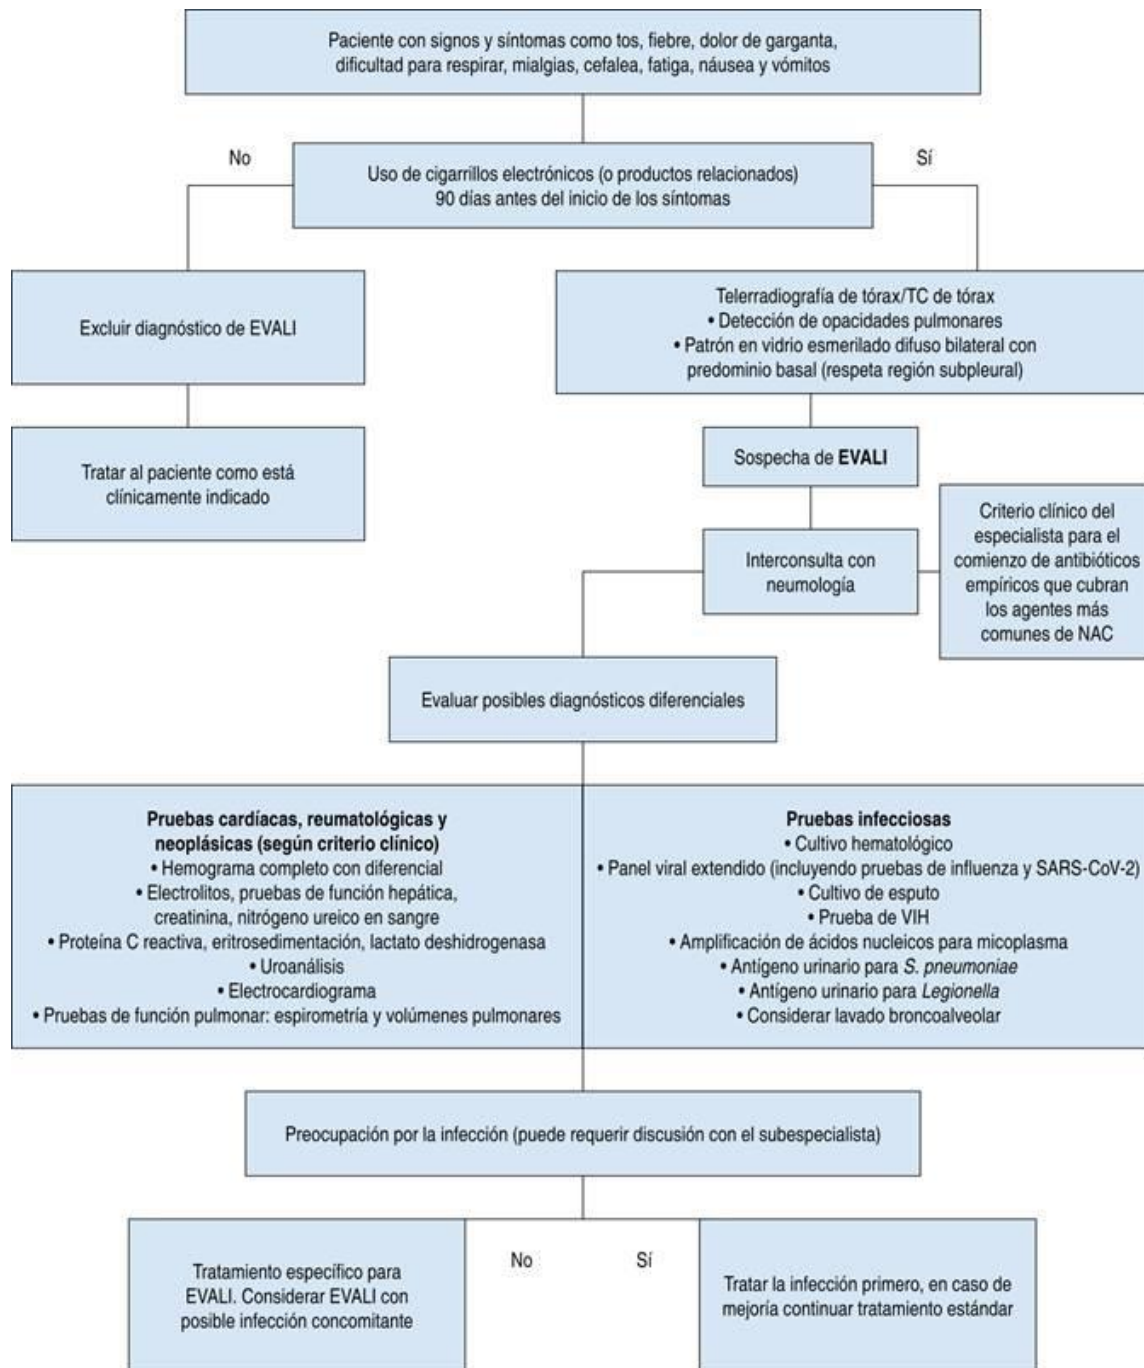 Paciente con signos y síntomas como tos, fiebre, dolor de garganta,
dificultad para respirar, mialgias, cefalea, fatiga, náusea y vómitos
No
Sí
Uso de cigarrillos electrónicos (o productos relacionados)
90 días antes del inicio de los síntomas
Excluir diagnóstico de EVALI
Tratar al paciente como está
clínicamente indicado
Telerradiografía de tórax/TC de tórax
• Detección de opacidades pulmonares
• Patrón en vidrio esmerilado difuso bilateral con
predominio basal (respeta región subpleural)
Sospecha de EVALI
Interconsulta con
neumología
Criterio clínico del
especialista para el
comienzo de antibióticos
empíricos que cubran
los agentes más
comunes de NAC
Evaluar posibles diagnósticos diferenciales
Pruebas cardíacas, reumatológicas y
neoplásicas (según criterio clínico)
• Hemograma completo con diferencial
• Electrolitos, pruebas de función hepática,
creatinina, nitrógeno ureico en sangre
• Proteína C reactiva, eritrosedimentación, lactato deshidrogenasa
• Uroanálisis
• Electrocardiograma
• Pruebas de función pulmonar: espirometría y volúmenes pulmonares
Pruebas infecciosas
• Cultivo hematológico
• Panel viral extendido (incluyendo pruebas de influenza y SARS-CoV-2)
• Cultivo de esputo
• Prueba de VIH
• Amplificación de ácidos nucleicos para micoplasma
• Antígeno urinario para S. pneumoniae
• Antígeno urinario para Legionella
• Considerar lavado broncoalveolar
Preocupación por la infección (puede requerir discusión con el subespecialista)
No
Sí
Tratamiento específico para
EVALI. Considerar EVALI con
posible infección concomitante
Tratar la infección primero, en caso de
mejoría continuar tratamiento estándar